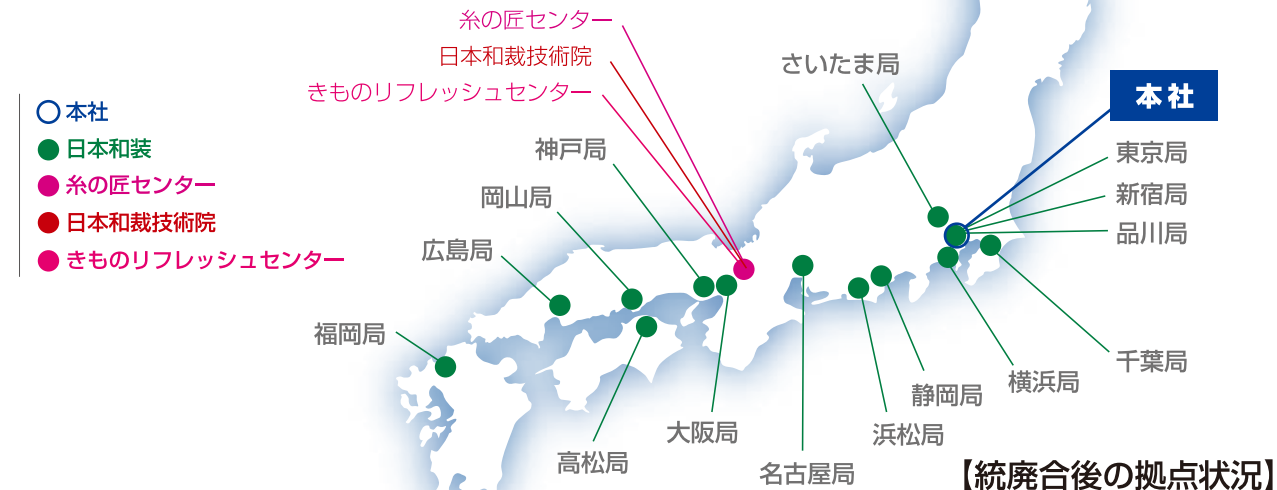 糸の匠センター
日本和裁技術院
きものリフレッシュセンター
さいたま局
本社
本社
日本和装
糸の匠センター
日本和裁技術院
きものリフレッシュセンター
神戸局
岡山局
広島局
福岡局
東京局
新宿局
品川局
千葉局
横浜局
静岡局
浜松局
大阪局
高松局
名古屋局
【統廃合後の拠点状況】